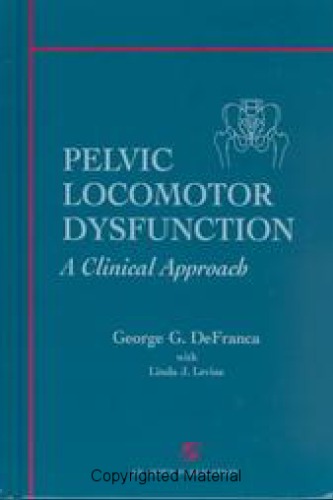 PELVIC
LOCOMOTOR
DYSFUNCTION
A Clinical Approach
George G. DeFranca
with
Linda J. Levine
Copyrighted Material